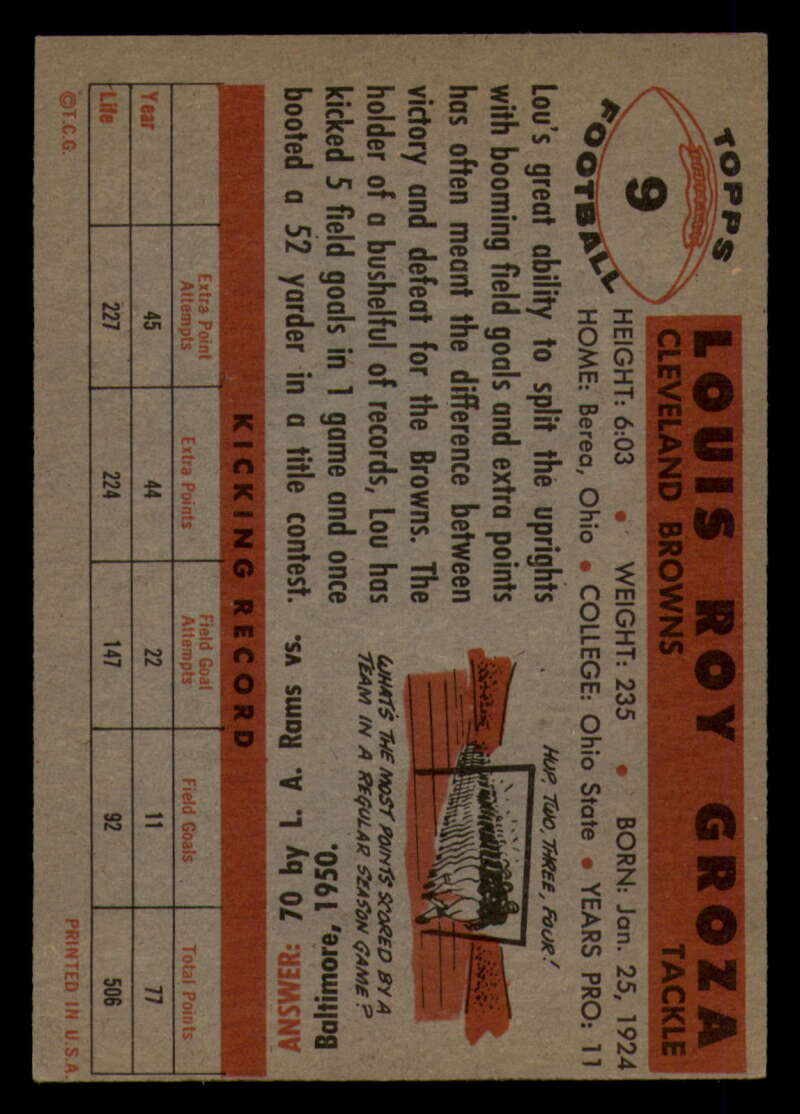 TOPPS
9
FOOTBALL
LOUIS ROY GROZA
CLEVELAND BROWNS TACKLE
HEIGHT: 6:03 • WEIGHT: 235 • BORN: Jan. 25, 1924
HOME: Berea, Ohio • COLLEGE: Ohio State • YEARS PRO: 11
Lou's great ability to split the uprights
with booming field goals and extra points
has often meant the difference between
victory and defeat for the Browns. The
holder of a bushelful of records, Lou has
kicked 5 field goals in 1 game and once
booted a 52 yarder in a title contest.
HUP, TWO, THREE, FOUR!
WHAT'S THE MOST POINTS SCORED BY A
TEAM IN A REGULAR SEASON GAME?
ANSWER: 70 by L. A. Rams vs.
Baltimore, 1950.
KICKING RECORD
Extra Point Attempts Extra Points Field Goal Attempts Field Goals Total Points
Year 45 44 22 11 77
Life 227 224 147 92 506
©T.C.G. PRINTED IN U.S.A.